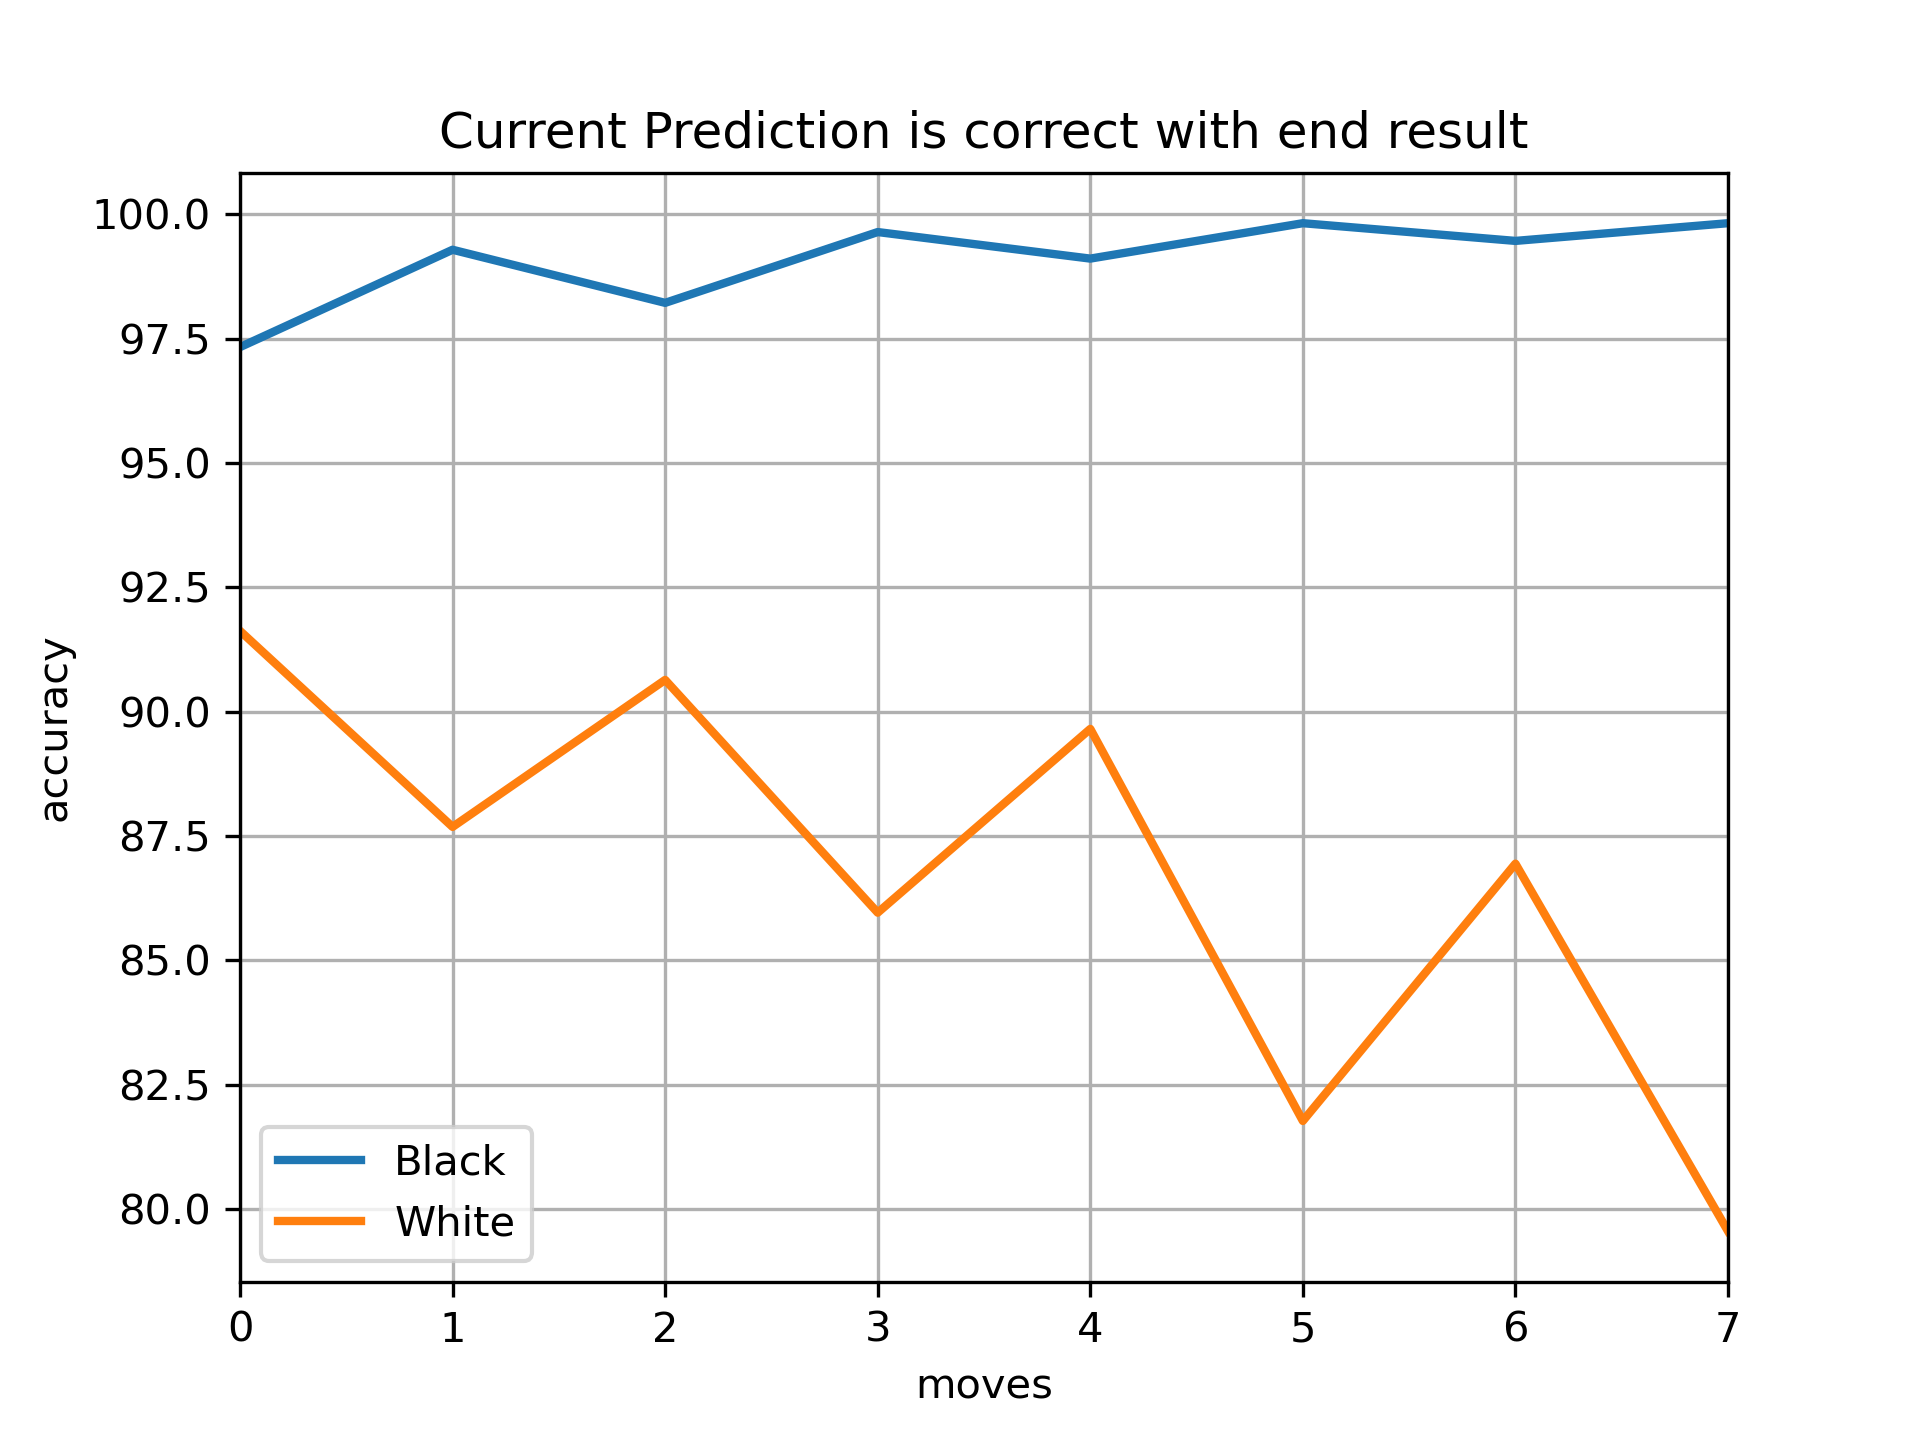 Current Prediction is correct with end result
100.0
97.5
95.0
92.5
90.0
87.5
85.0
82.5
80.0
accuracy
Black
White
0 1 2 3 4 5 6 7
moves